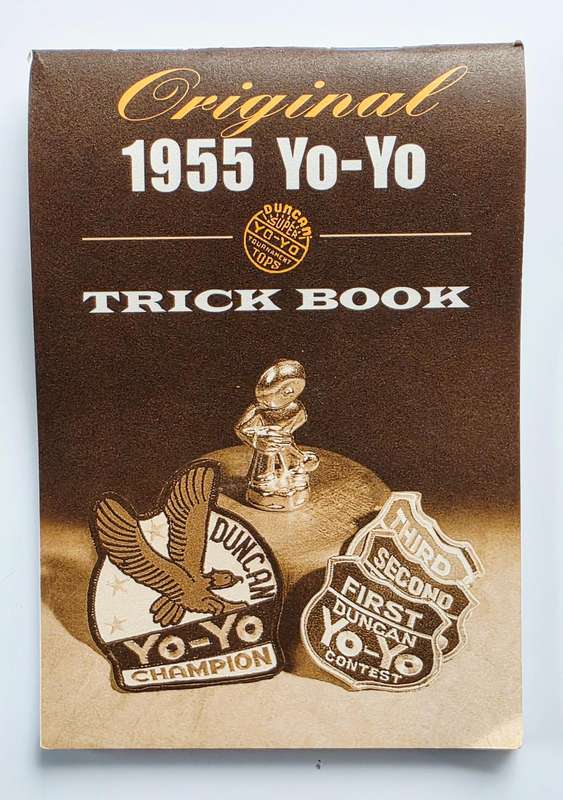 Original
1955 Yo-Yo
DUNCAN
SUPER
YO-YO
TOURNAMENT
TOPS
TRICK BOOK
DUNCAN
YO-YO
CHAMPION
THIRD
SECOND
FIRST
DUNCAN
YO-YO
CONTEST